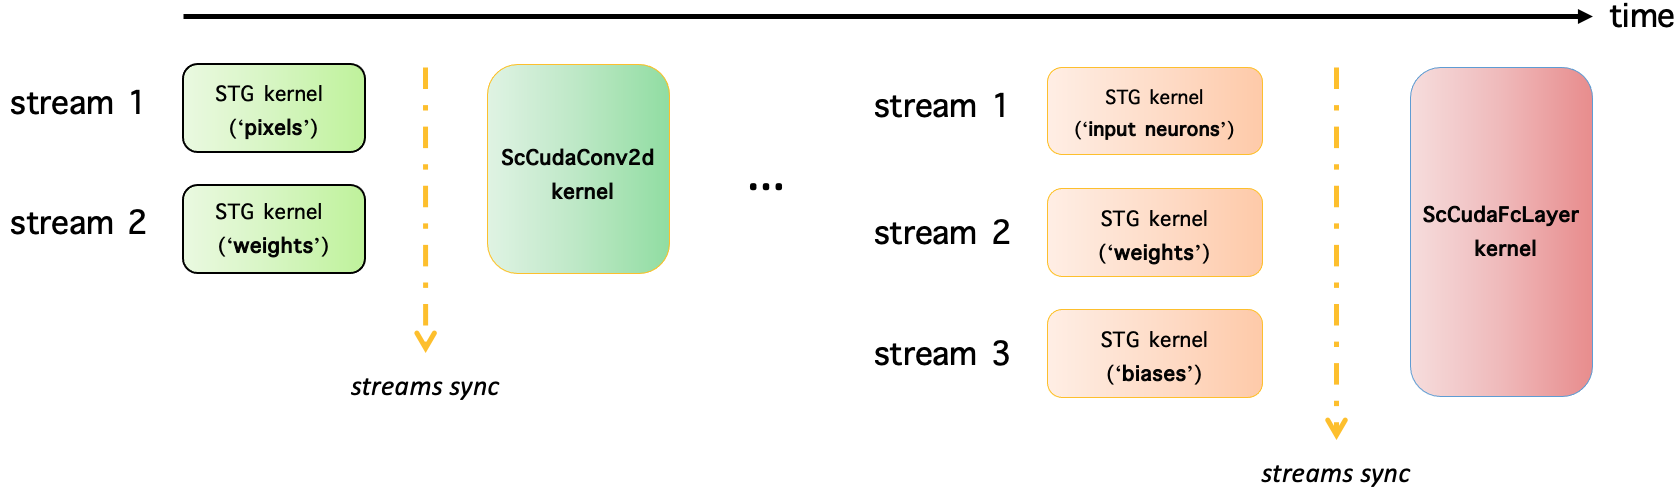 time
stream 1
STG kernel
(‘pixels’)
stream 2
STG kernel
(‘weights’)
streams sync
ScCudaConv2d
kernel
...
stream 1
STG kernel
(‘input neurons’)
stream 2
STG kernel
(‘weights’)
stream 3
STG kernel
(‘biases’)
streams sync
ScCudaFcLayer
kernel